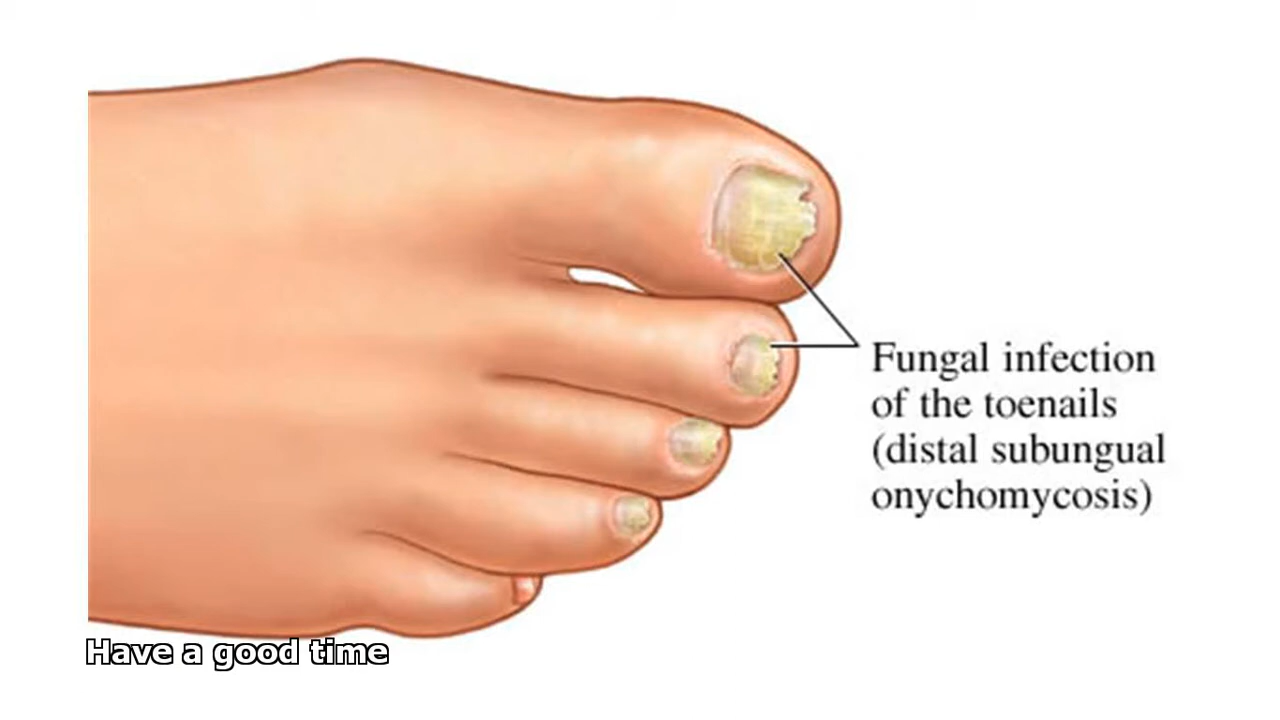 Fungal infection
of the toenails
(distal subungual
onychomycosis)
Have a good time